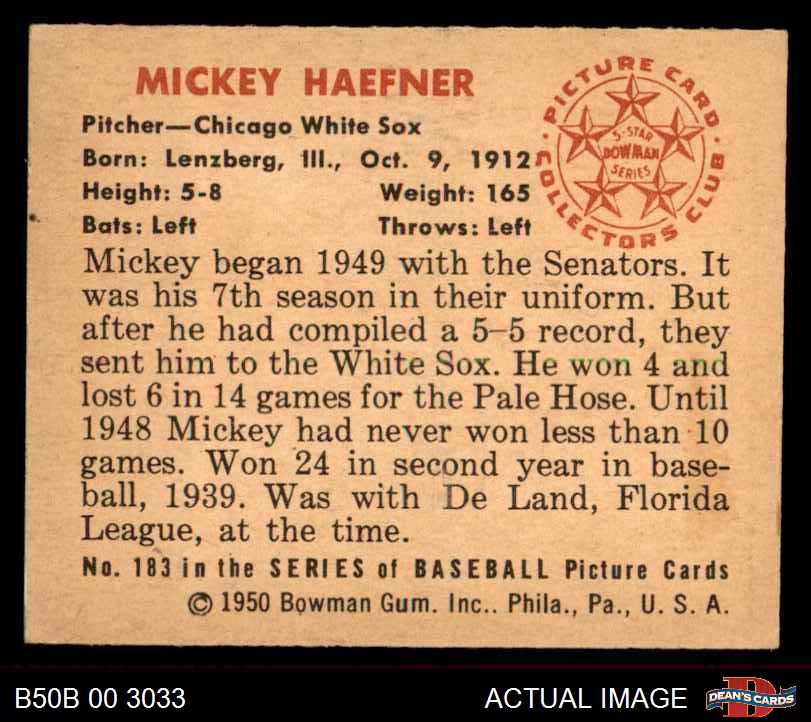 MICKEY HAEFNER
Pitcher—Chicago White Sox
Born: Lenzberg, Ill., Oct. 9, 1912
Height: 5-8 Weight: 165
Bats: Left Throws: Left
PICTURE CARD
COLLECTORS CLUB
5-STAR
BOWMAN
SERIES
Mickey began 1949 with the Senators. It
was his 7th season in their uniform. But
after he had compiled a 5-5 record, they
sent him to the White Sox. He won 4 and
lost 6 in 14 games for the Pale Hose. Until
1948 Mickey had never won less than 10
games. Won 24 in second year in base-
ball, 1939. Was with De Land, Florida
League, at the time.
No. 183 in the SERIES of BASEBALL Picture Cards
© 1950 Bowman Gum. Inc.. Phila., Pa., U. S. A.
B50B 00 3033 ACTUAL IMAGE
D
DEAN'S CARDS